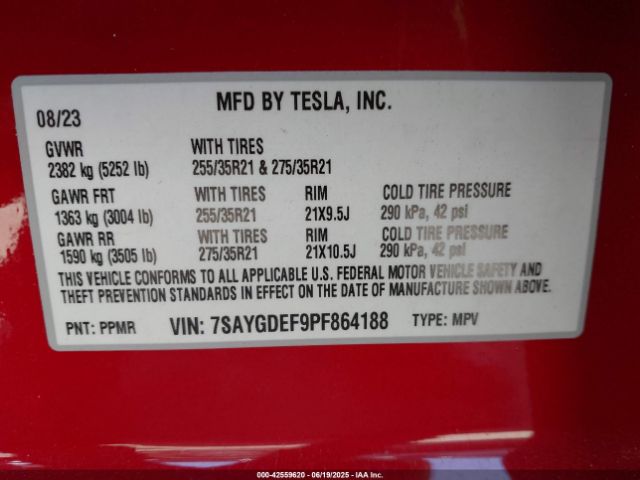 MFD BY TESLA, INC.
08/23
GVWR WITH TIRES
2382 kg (5252 lb) 255/35R21 & 275/35R21
GAWR FRT WITH TIRES RIM COLD TIRE PRESSURE
1363 kg (3004 lb) 255/35R21 21X9.5J 290 kPa, 42 psi
GAWR RR WITH TIRES RIM COLD TIRE PRESSURE
1590 kg (3505 lb) 275/35R21 21X10.5J 290 kPa, 42 psi
THIS VEHICLE CONFORMS TO ALL APPLICABLE U.S. FEDERAL MOTOR VEHICLE SAFETY AND
THEFT PREVENTION STANDARDS IN EFFECT ON THE DATE OF MANUFACTURE SHOWN ABOVE.
PNT: PPMR VIN: 7SAYGDEF9PF864188 TYPE: MPV
000-42559620 - 06/19/2025 - IAA Inc.